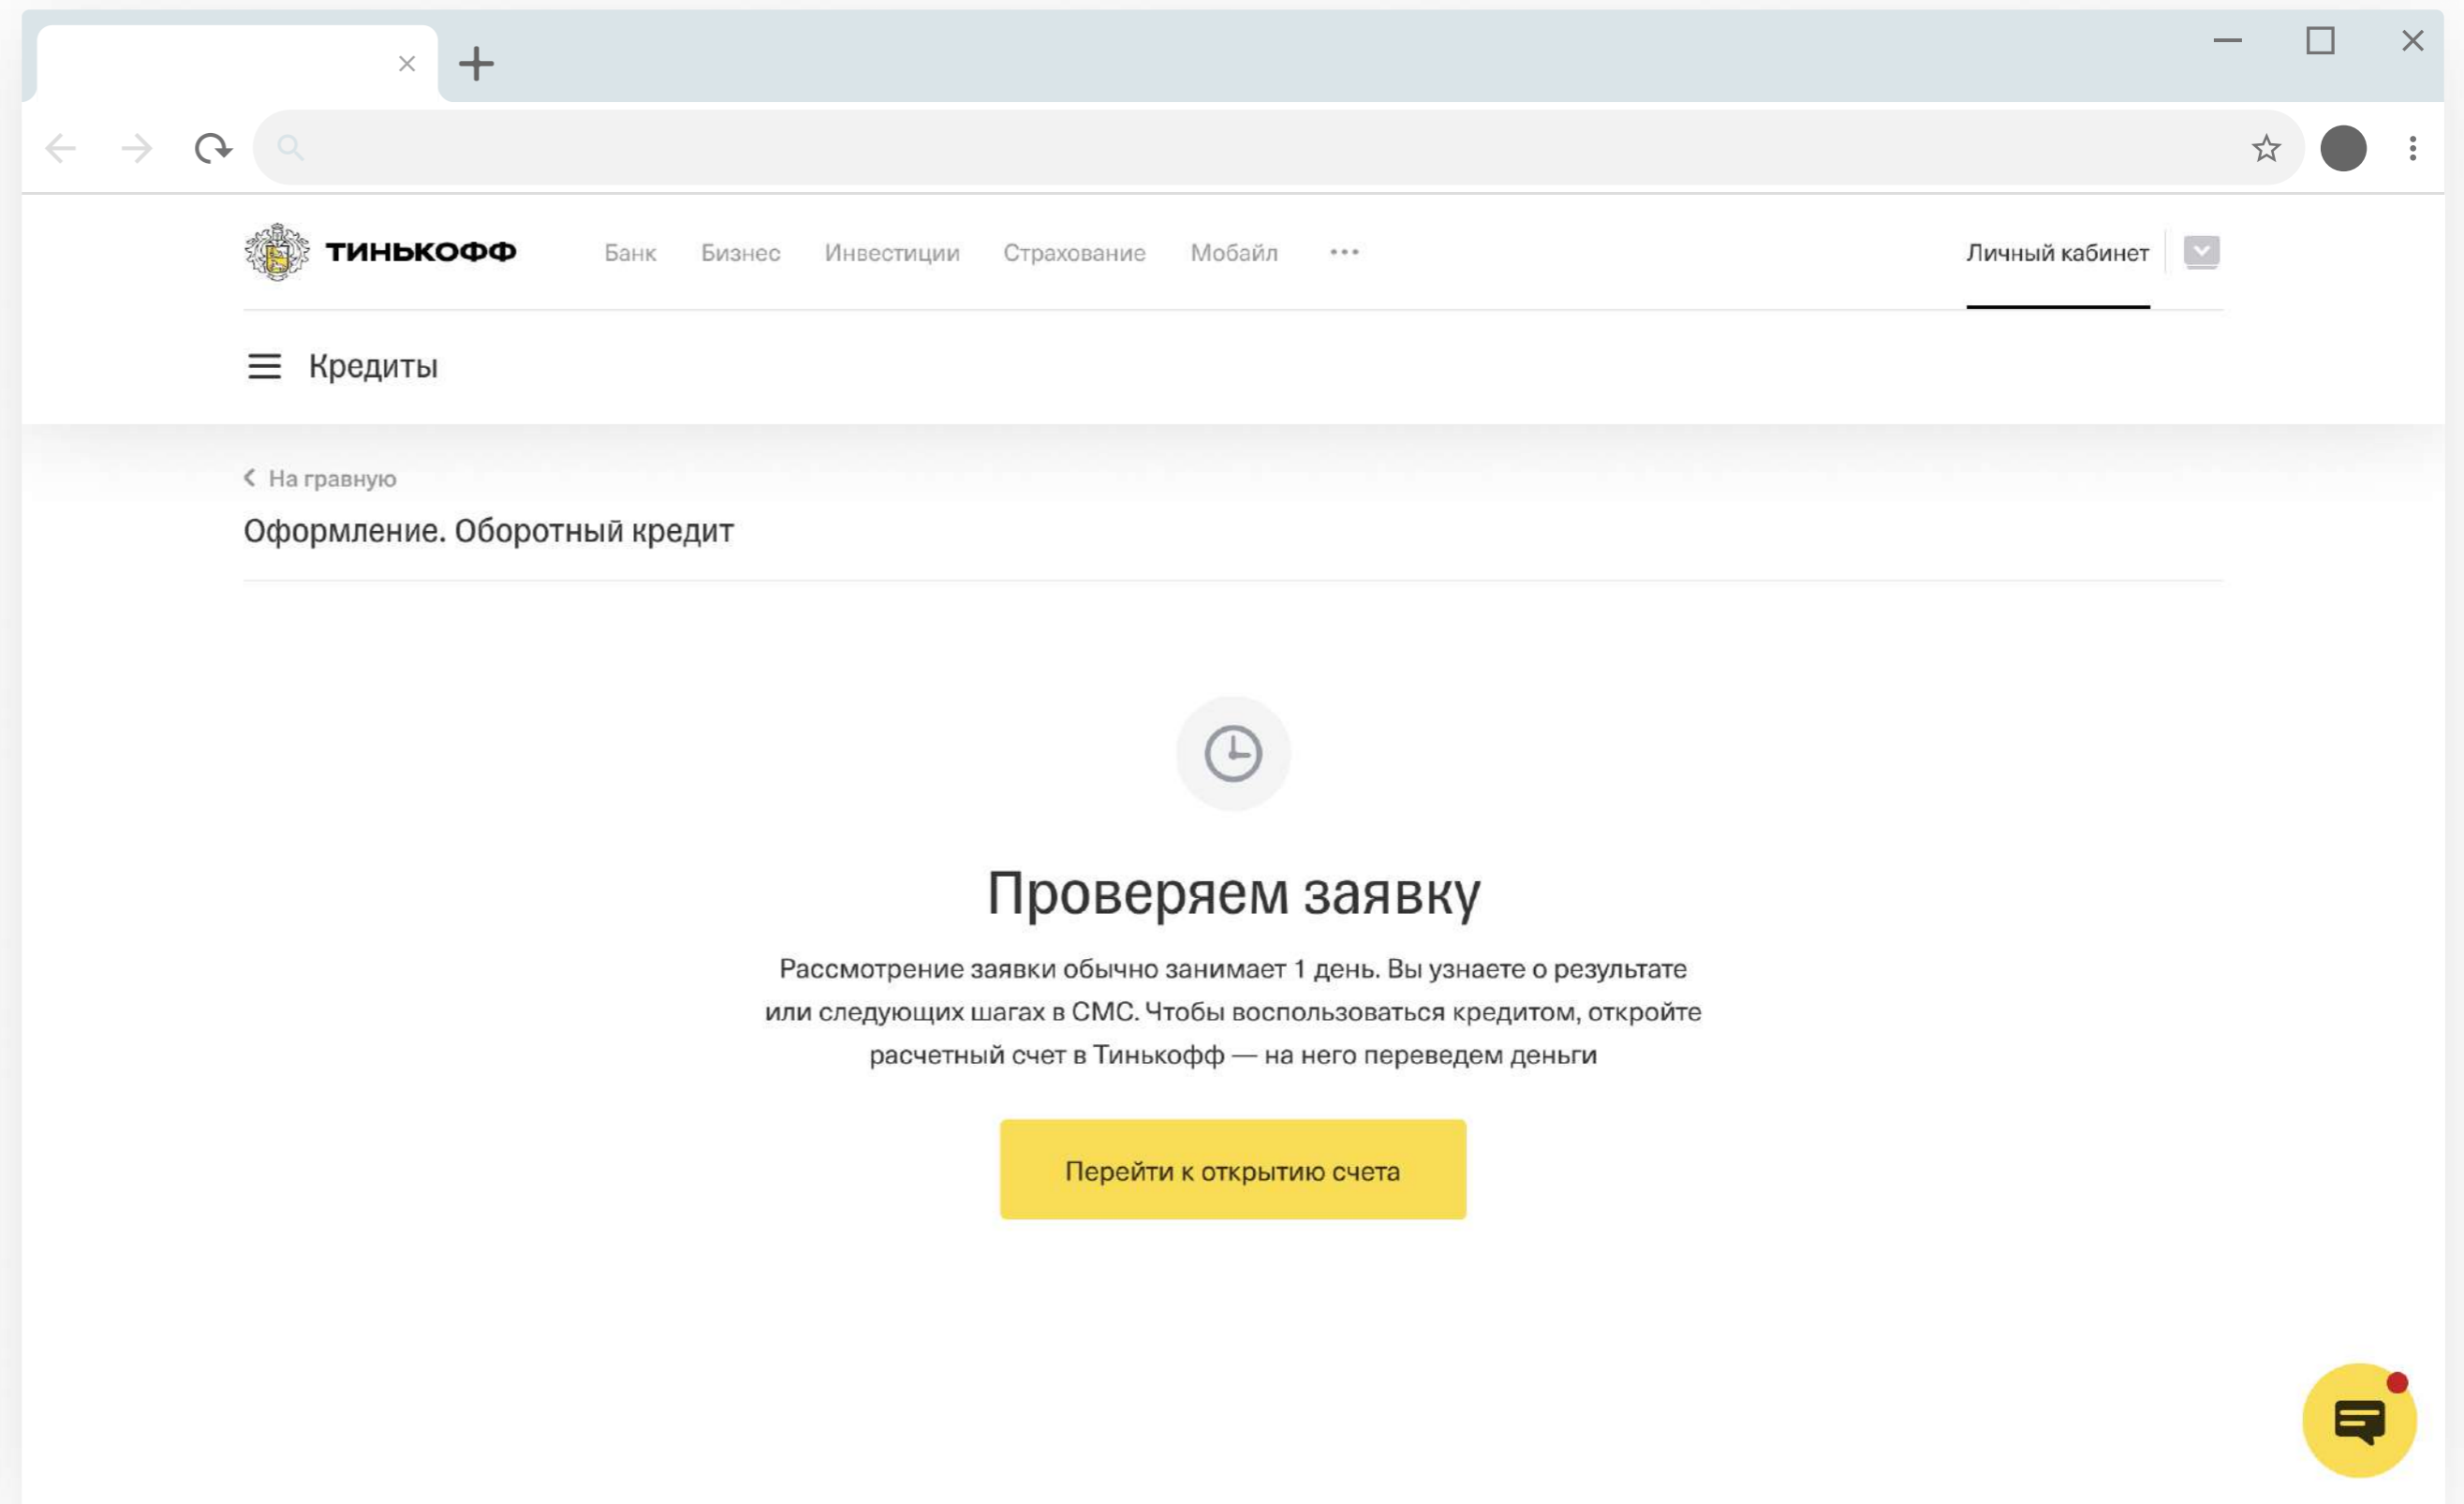 ТИНЬКОФФ Банк Бизнес Инвестиции Страхование Мобайл ••• Личный кабинет
Кредиты
На гравную
Оформление. Оборотный кредит
Проверяем заявку
Рассмотрение заявки обычно занимает 1 день. Вы узнаете о результате
или следующих шагах в СМС. Чтобы воспользоваться кредитом, откройте
расчетный счет в Тинькофф — на него переведем деньги
Перейти к открытию счета